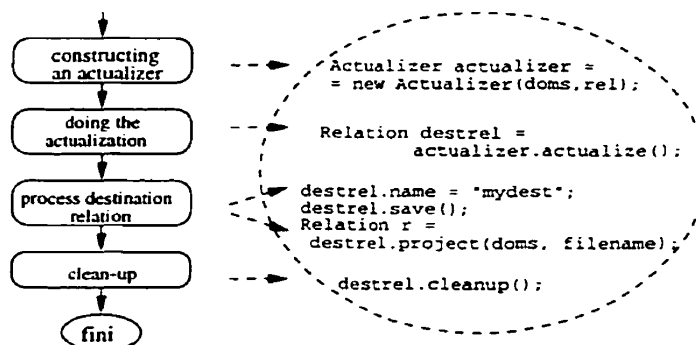 constructing
an actualizer
doing the
actualization
process destination
relation
clean-up
fini
Actualizer actualizer =
= new Actualizer(doms,rel);
Relation destrel =
actualizer.actualize();
destrel.name = "mydest";
destrel.save();
Relation r =
destrel.project(doms, filename);
destrel.cleanup();